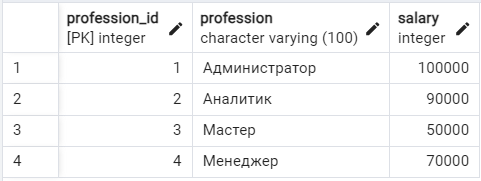 profession_id profession salary
[PK] integer character varying (100) integer
1 1 Администратор 100000
2 2 Аналитик 90000
3 3 Мастер 50000
4 4 Менеджер 70000